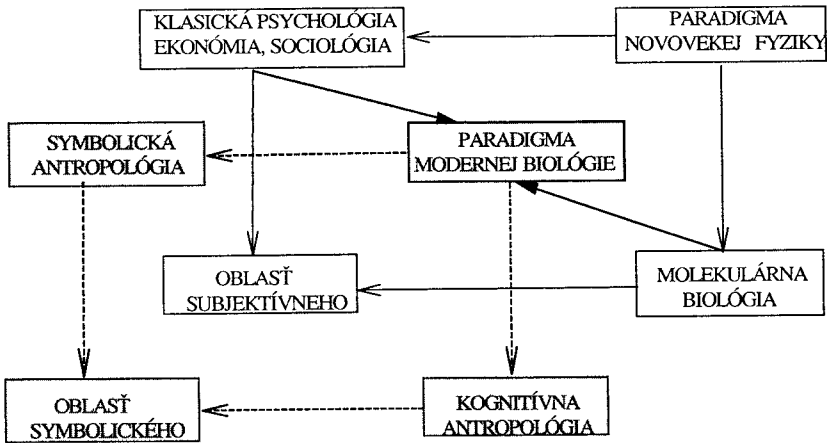 KLASICKÁ PSYCHOLÓGIA
EKONÓMIA, SOCIOLÓGIA
PARADIGMA
NOVOVEKEJ FYZIKY
SYMBOLICKÁ
ANTROPOLÓGIA
PARADIGMA
MODERNEJ BIOLÓGIE
OBLASŤ
SUBJEKTÍVNEHO
MOLEKULÁRNA
BIOLÓGIA
OBLASŤ
SYMBOLICKÉHO
KOGNITÍVNA
ANTROPOLÓGIA